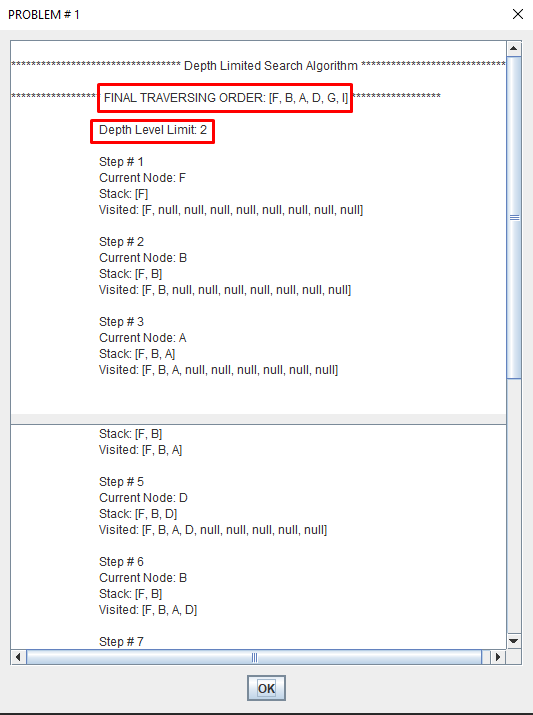 PROBLEM # 1
********************************** Depth Limited Search Algorithm *****************************
***************** FINAL TRAVERSING ORDER: [F, B, A, D, G, I] ******************
Depth Level Limit: 2
Step # 1
Current Node: F
Stack: [F]
Visited: [F, null, null, null, null, null, null, null, null]
Step # 2
Current Node: B
Stack: [F, B]
Visited: [F, B, null, null, null, null, null, null, null]
Step # 3
Current Node: A
Stack: [F, B, A]
Visited: [F, B, A, null, null, null, null, null, null]
Stack: [F, B]
Visited: [F, B, A]
Step # 5
Current Node: D
Stack: [F, B, D]
Visited: [F, B, A, D, null, null, null, null, null]
Step # 6
Current Node: B
Stack: [F, B]
Visited: [F, B, A, D]
Step # 7
OK